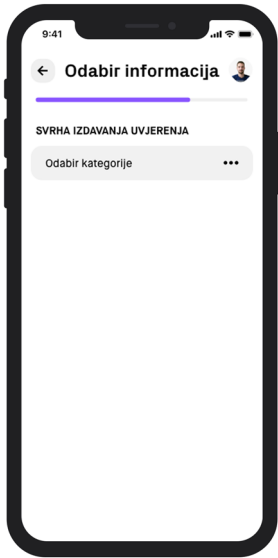 9:41
Odabir informacija
SVRHA IZDAVANJA UVJERENJA
Odabir kategorije